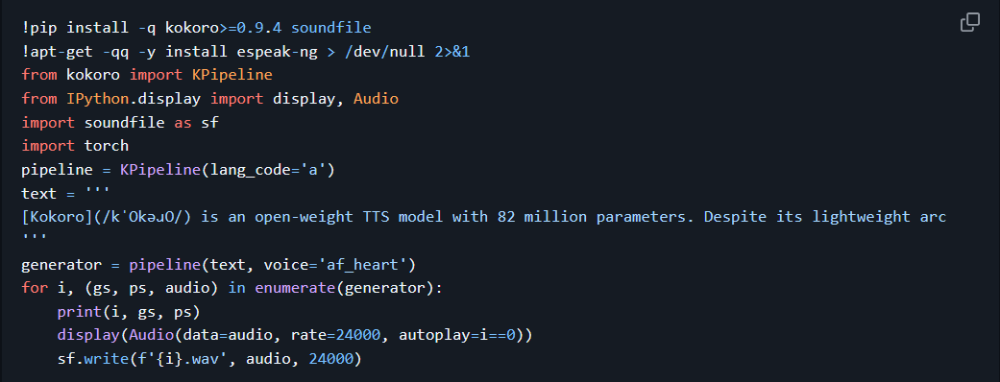 !pip install -q kokoro>=0.9.4 soundfile
!apt-get -qq -y install espeak-ng > /dev/null 2>&1
from kokoro import KPipeline
from IPython.display import display, Audio
import soundfile as sf
import torch
pipeline = KPipeline(lang_code='a')
text = '''
[Kokoro](/kˈOkəɹO/) is an open-weight TTS model with 82 million parameters. Despite its lightweight arc
'''
generator = pipeline(text, voice='af_heart')
for i, (gs, ps, audio) in enumerate(generator):
    print(i, gs, ps)
    display(Audio(data=audio, rate=24000, autoplay=i==0))
    sf.write(f'{i}.wav', audio, 24000)